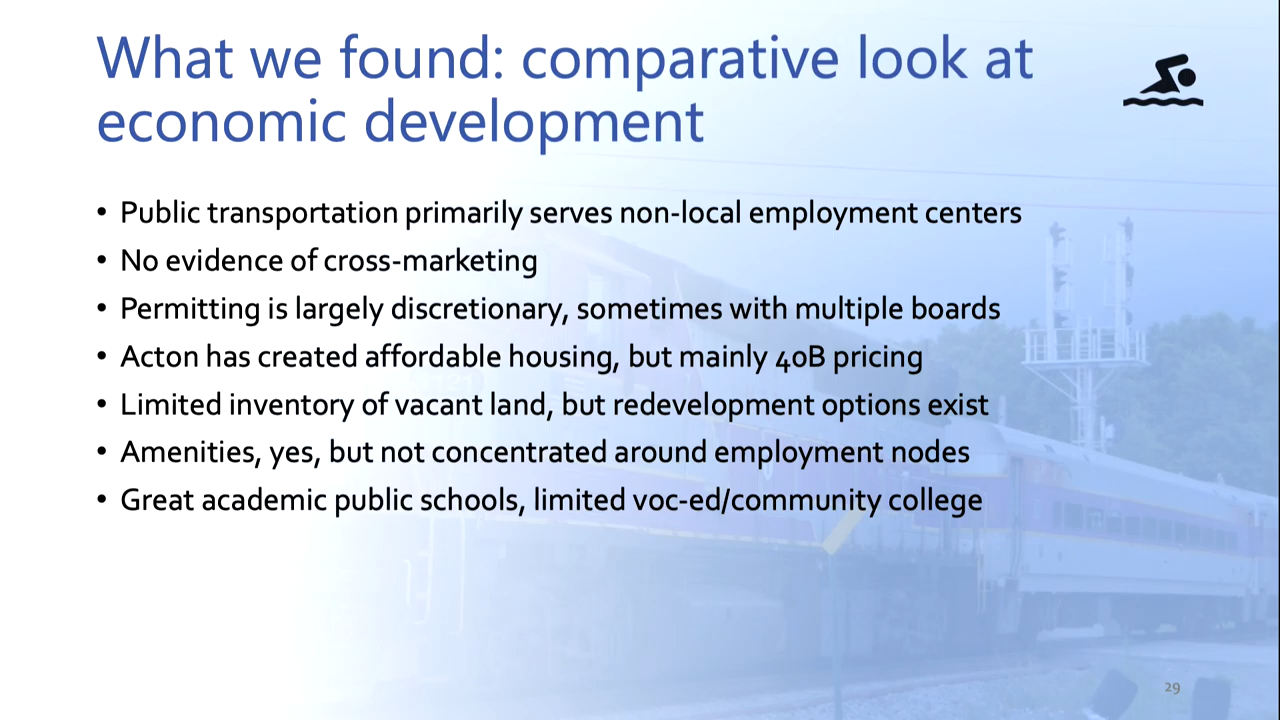 What we found: comparative look at
economic development
• Public transportation primarily serves non-local employment centers
• No evidence of cross-marketing
• Permitting is largely discretionary, sometimes with multiple boards
• Acton has created affordable housing, but mainly 40B pricing
• Limited inventory of vacant land, but redevelopment options exist
• Amenities, yes, but not concentrated around employment nodes
• Great academic public schools, limited voc-ed/community college
29